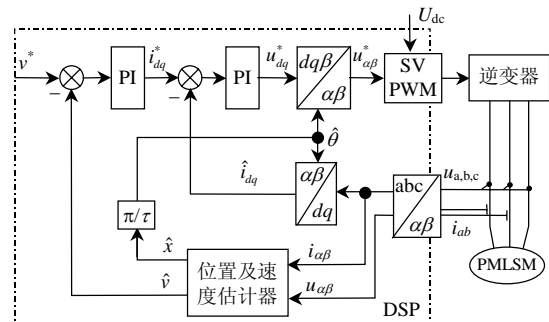 U_dc
v^*
PI
i^*_dq
PI
u^*_dq
dqβ
αβ
u^*_αβ
SV
PWM
逆变器
−
−
θ̂
î_dq
αβ
dq
abc
αβ
u_a,b,c
i_ab
π/τ
x̂
v̂
位置及速
度估计器
i_αβ
u_αβ
DSP
PMLSM